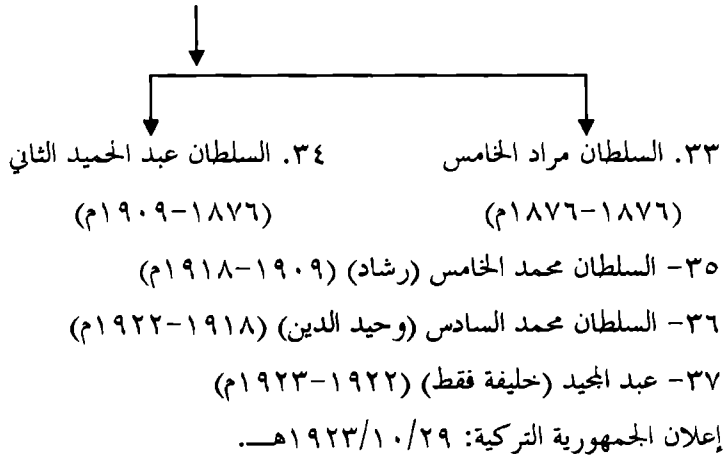 ٣٣. السلطان مراد الخامس ٣٤. السلطان عبد الحميد الثاني
(١٨٧٦-١٨٧٦م) (١٨٧٦-١٩٠٩م)
٣٥- السلطان محمد الخامس (رشاد) (١٩٠٩-١٩١٨م)
٣٦- السلطان محمد السادس (وحيد الدين) (١٩١٨-١٩٢٢م)
٣٧- عبد المجيد (خليفة فقط) (١٩٢٢-١٩٢٣م)
إعلان الجمهورية التركية: ١٩٢٣/١٠/٢٩هـــ.